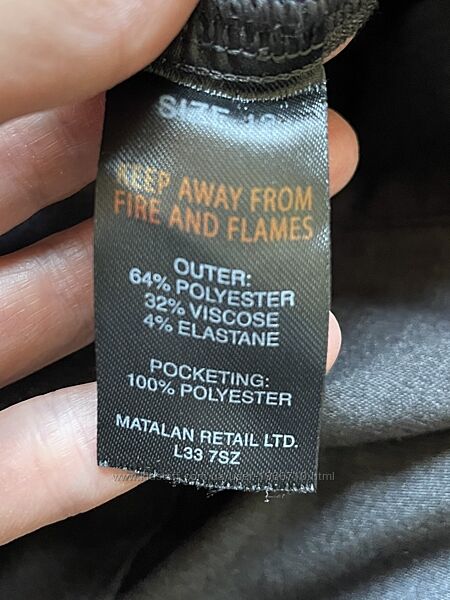 SIZE
KEEP AWAY FROM
FIRE AND FLAMES
OUTER:
64% POLYESTER
32% VISCOSE
4% ELASTANE
POCKETING:
100% POLYESTER
MATALAN RETAIL LTD.
L33 7SZ